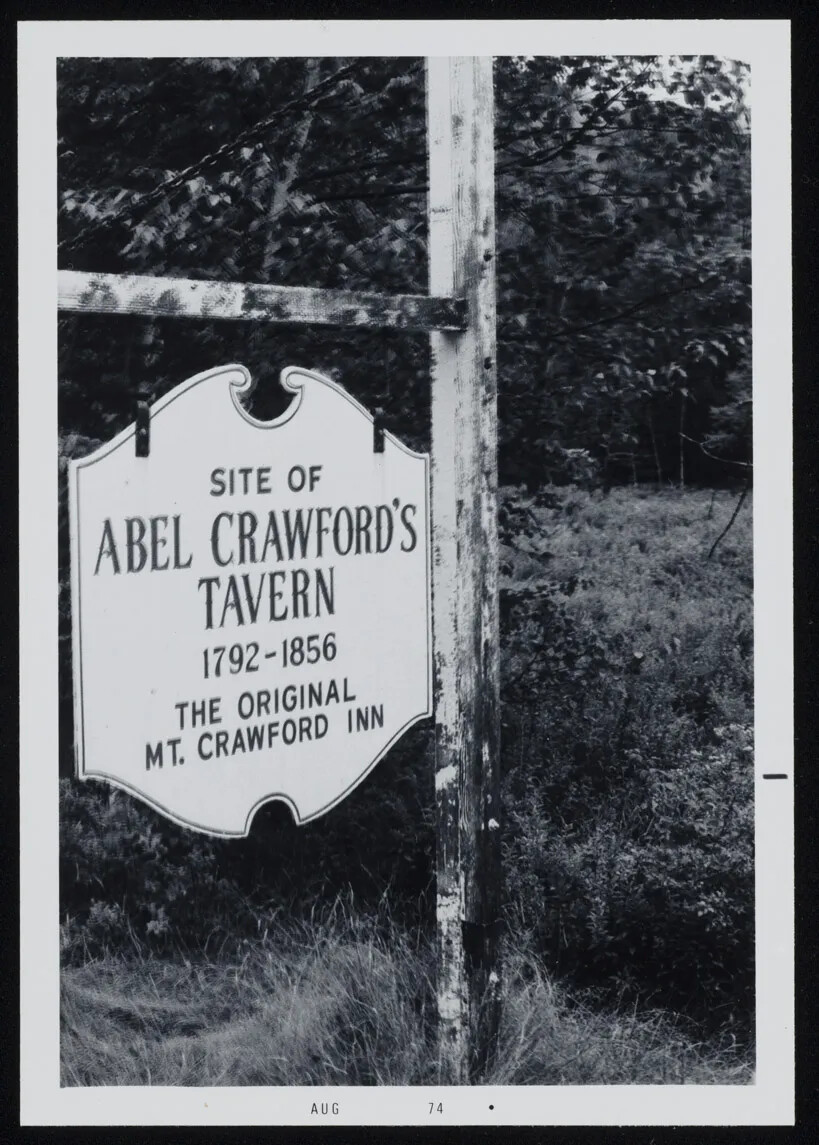 SITE OF
ABEL CRAWFORD'S
TAVERN
1792-1856
THE ORIGINAL
MT. CRAWFORD INN
AUG 74